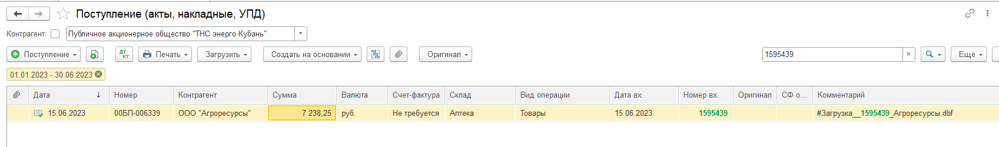 Поступление (акты, накладные, УПД)
Контрагент: Публичное акционерное общество "ТНС энерго Кубань"
Поступление Дт Кт Печать Загрузить Создать на основании Оригинал 1595439 × Еще
01.01.2023 - 30.06.2023
Дата ↓ Номер Контрагент Сумма Валюта Счет-фактура Склад Вид операции Дата вх. Номер вх. Оригинал СФ о... Комментарий
15.06.2023 00БП-006339 ООО "Агроресурсы" 7 238,25 руб. Не требуется Аптека Товары 15.06.2023 1595439 #Загрузка__1595439_Агроресурсы.dbf